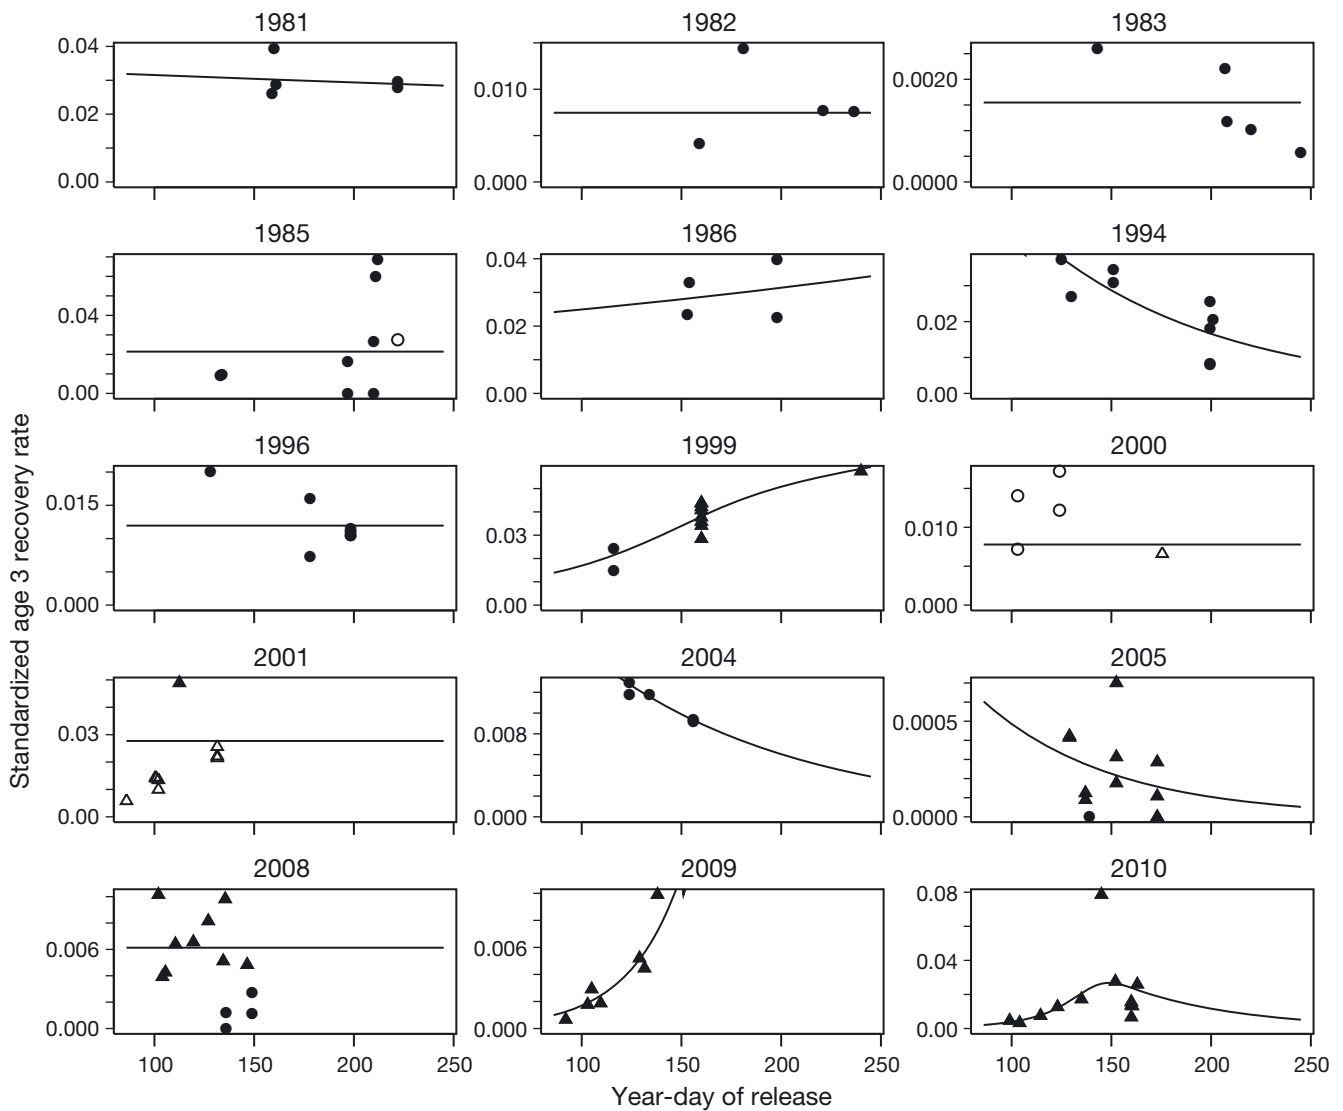 1981 1982 1983
0.04 0.02 0.00
0.010 0.000
0.0020 0.0000
1985 1986 1994
0.04 0.00
0.04 0.02 0.00
0.02 0.00
1996 1999 2000
0.015 0.000
0.03 0.00
0.010 0.000
2001 2004 2005
0.03 0.00
0.008 0.000
0.0005 0.0000
2008 2009 2010
0.006 0.000
0.006 0.000
0.08 0.04 0.00
100 150 200 250 100 150 200 250 100 150 200 250
Standardized age 3 recovery rate
Year-day of release